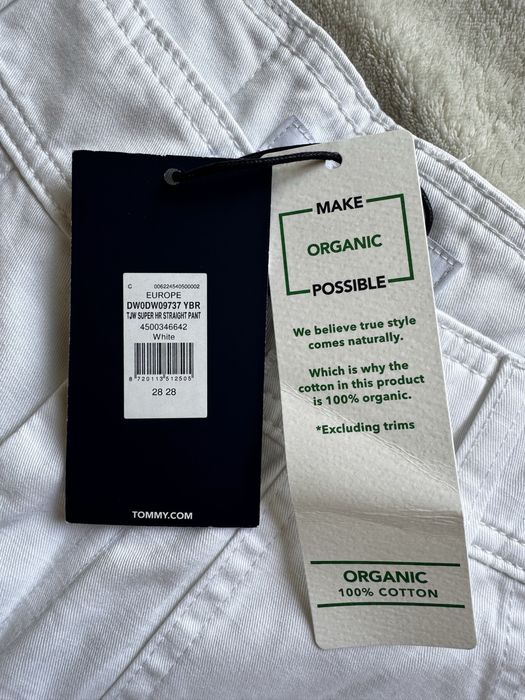 C 006224540500002
EUROPE
DW0DW09737 YBR
TJW SUPER HR STRAIGHT PANT
4500346642
White
8 720113 512505
28 28
TOMMY.COM
MAKE
ORGANIC
POSSIBLE
We believe true style
comes naturally.
Which is why the
cotton in this product
is 100% organic.
*Excluding trims
ORGANIC
100% COTTON